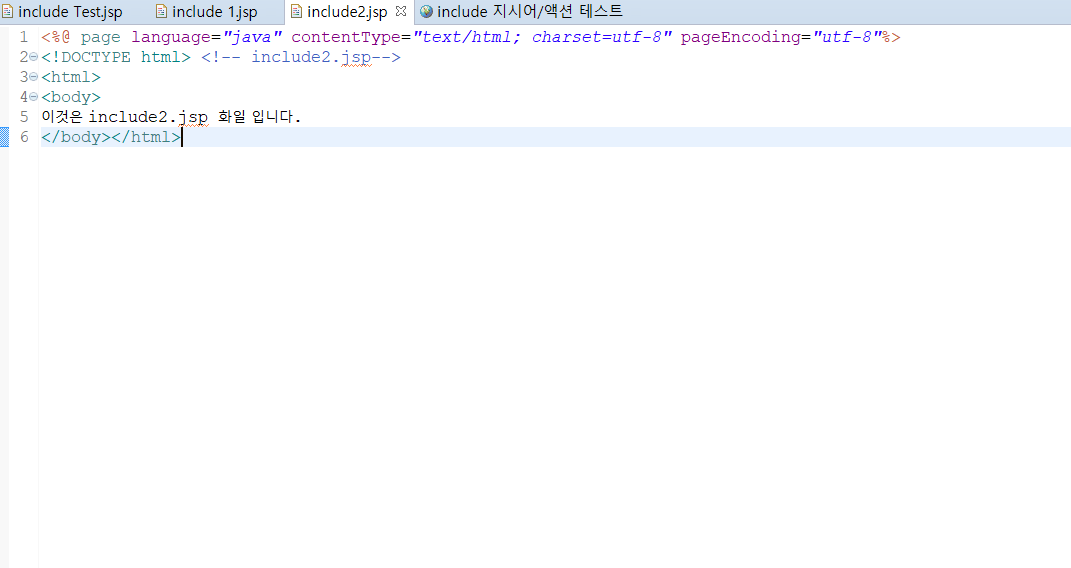 include Test.jsp include 1.jsp include2.jsp include 지시어/액션 테스트
1 <%@ page language="java" contentType="text/html; charset=utf-8" pageEncoding="utf-8"%>
2 <!DOCTYPE html> <!-- include2.jsp-->
3 <html>
4 <body>
5 이것은 include2.jsp 화일 입니다.
6 </body></html>